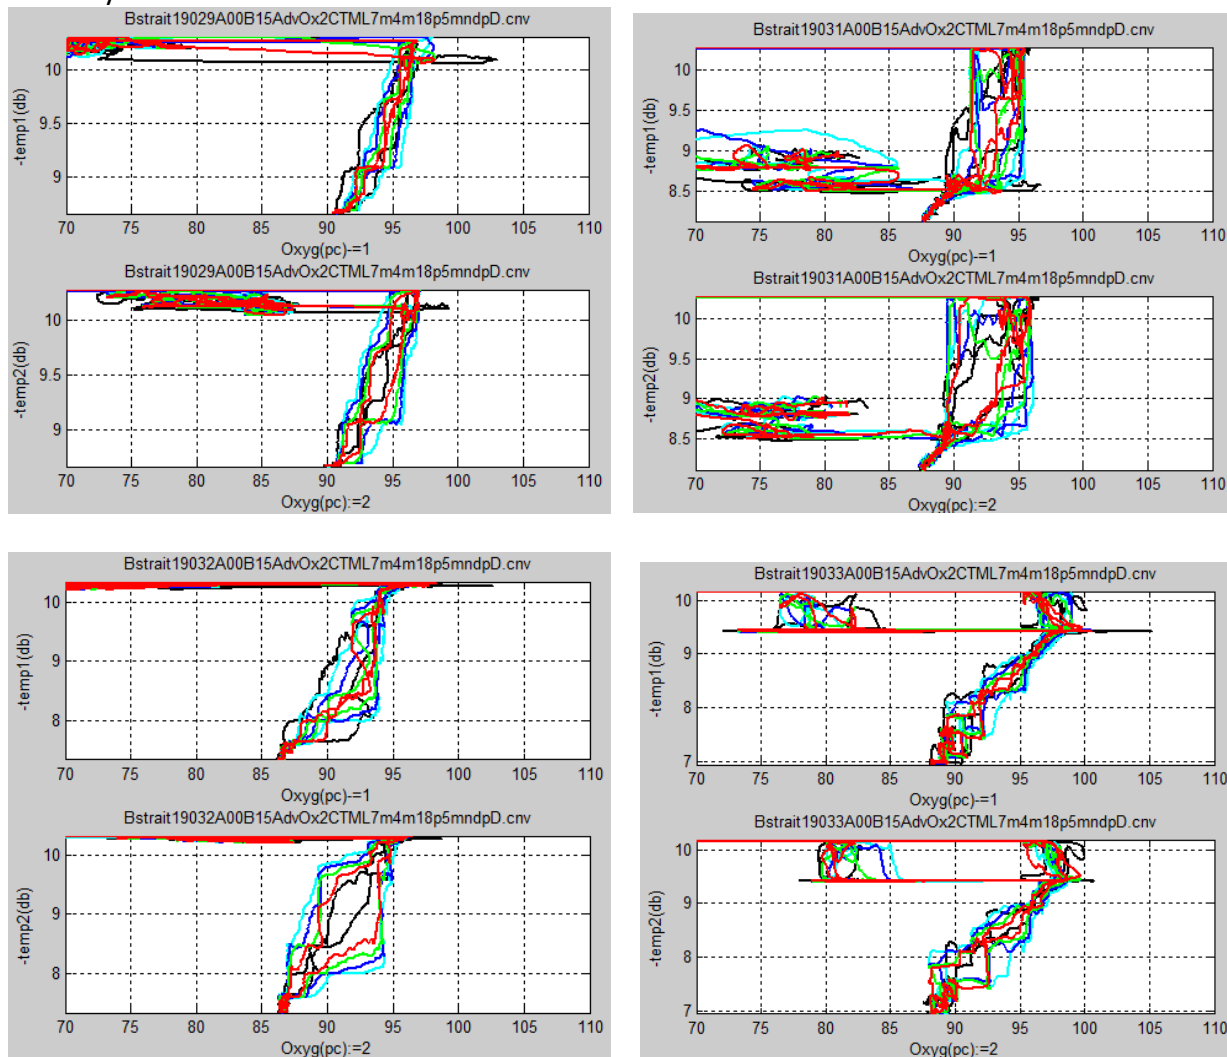 Bstrait19029A00B15AdvOx2CTML7m4m18p5mndpD.cnv
10
9.5
9
-temp1(db)
70 75 80 85 90 95 100 105 110
Oxyg(pc)-=1
Bstrait19029A00B15AdvOx2CTML7m4m18p5mndpD.cnv
10
9.5
9
-temp2(db)
70 75 80 85 90 95 100 105 110
Oxyg(pc):=2
Bstrait19031A00B15AdvOx2CTML7m4m18p5mndpD.cnv
10
9.5
9
8.5
-temp1(db)
70 75 80 85 90 95 100 105 110
Oxyg(pc)-=1
Bstrait19031A00B15AdvOx2CTML7m4m18p5mndpD.cnv
10
9.5
9
8.5
-temp2(db)
70 75 80 85 90 95 100 105 110
Oxyg(pc):=2
Bstrait19032A00B15AdvOx2CTML7m4m18p5mndpD.cnv
10
9
8
-temp1(db)
70 75 80 85 90 95 100 105 110
Oxyg(pc)-=1
Bstrait19032A00B15AdvOx2CTML7m4m18p5mndpD.cnv
10
9
8
-temp2(db)
70 75 80 85 90 95 100 105 110
Oxyg(pc):=2
Bstrait19033A00B15AdvOx2CTML7m4m18p5mndpD.cnv
10
9
8
7
-temp1(db)
70 75 80 85 90 95 100 105 110
Oxyg(pc)-=1
Bstrait19033A00B15AdvOx2CTML7m4m18p5mndpD.cnv
10
9
8
7
-temp2(db)
70 75 80 85 90 95 100 105 110
Oxyg(pc):=2